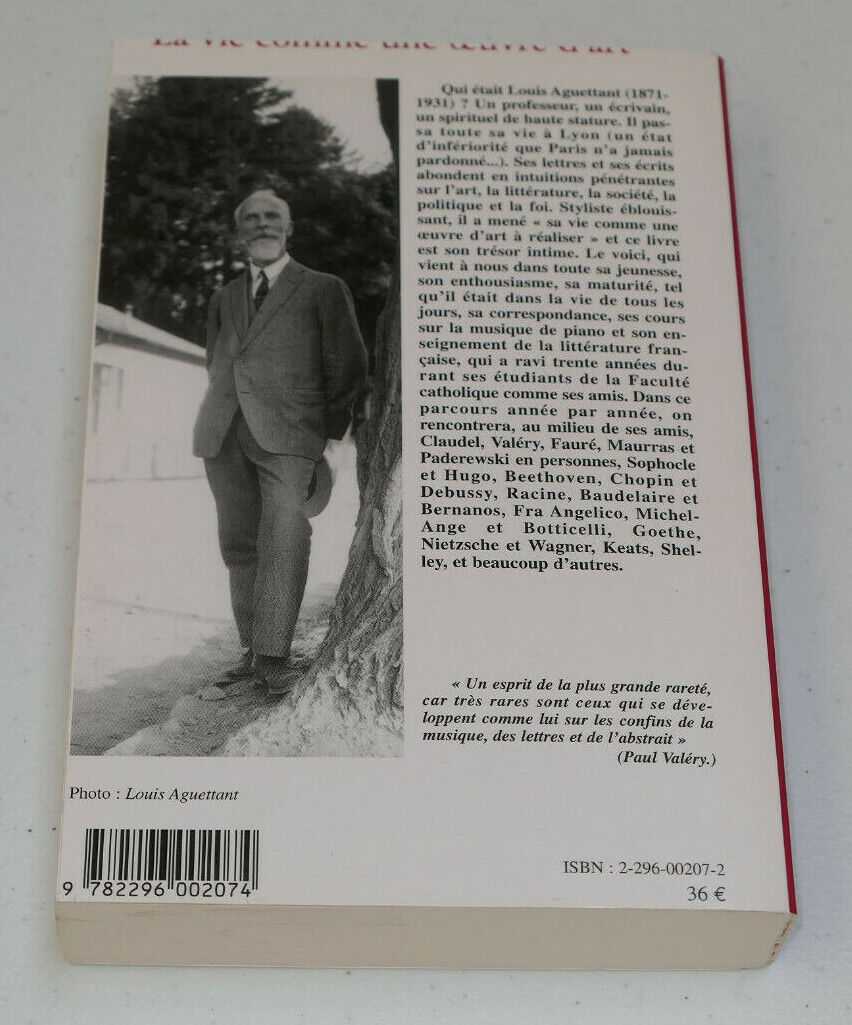 La vie comme une œuvre d'art
Qui était Louis Aguettant (1871-
1931) ? Un professeur, un écrivain,
un spirituel de haute stature. Il pas-
sa toute sa vie à Lyon (un état
d'infériorité que Paris n'a jamais
pardonné...). Ses lettres et ses écrits
abondent en intuitions pénétrantes
sur l'art, la littérature, la société, la
politique et la foi. Styliste éblouis-
sant, il a mené « sa vie comme une
œuvre d'art à réaliser » et ce livre
est son trésor intime. Le voici, qui
vient à nous dans toute sa jeunesse,
son enthousiasme, sa maturité, tel
qu'il était dans la vie de tous les
jours, sa correspondance, ses cours
sur la musique de piano et son en-
seignement de la littérature fran-
çaise, qui a ravi trente années du-
rant ses étudiants de la Faculté
catholique comme ses amis. Dans ce
parcours année par année, on
rencontrera, au milieu de ses amis,
Claudel, Valéry, Fauré, Maurras et
Paderewski en personnes, Sophocle
et Hugo, Beethoven, Chopin et
Debussy, Racine, Baudelaire et
Bernanos, Fra Angelico, Michel-
Ange et Botticelli, Goethe,
Nietzsche et Wagner, Keats, Shel-
ley, et beaucoup d'autres.
« Un esprit de la plus grande rareté,
car très rares sont ceux qui se déve-
loppent comme lui sur les confins de la
musique, des lettres et de l'abstrait »
(Paul Valéry.)
Photo : Louis Aguettant
9 782296 002074
ISBN : 2-296-00207-2
36 €